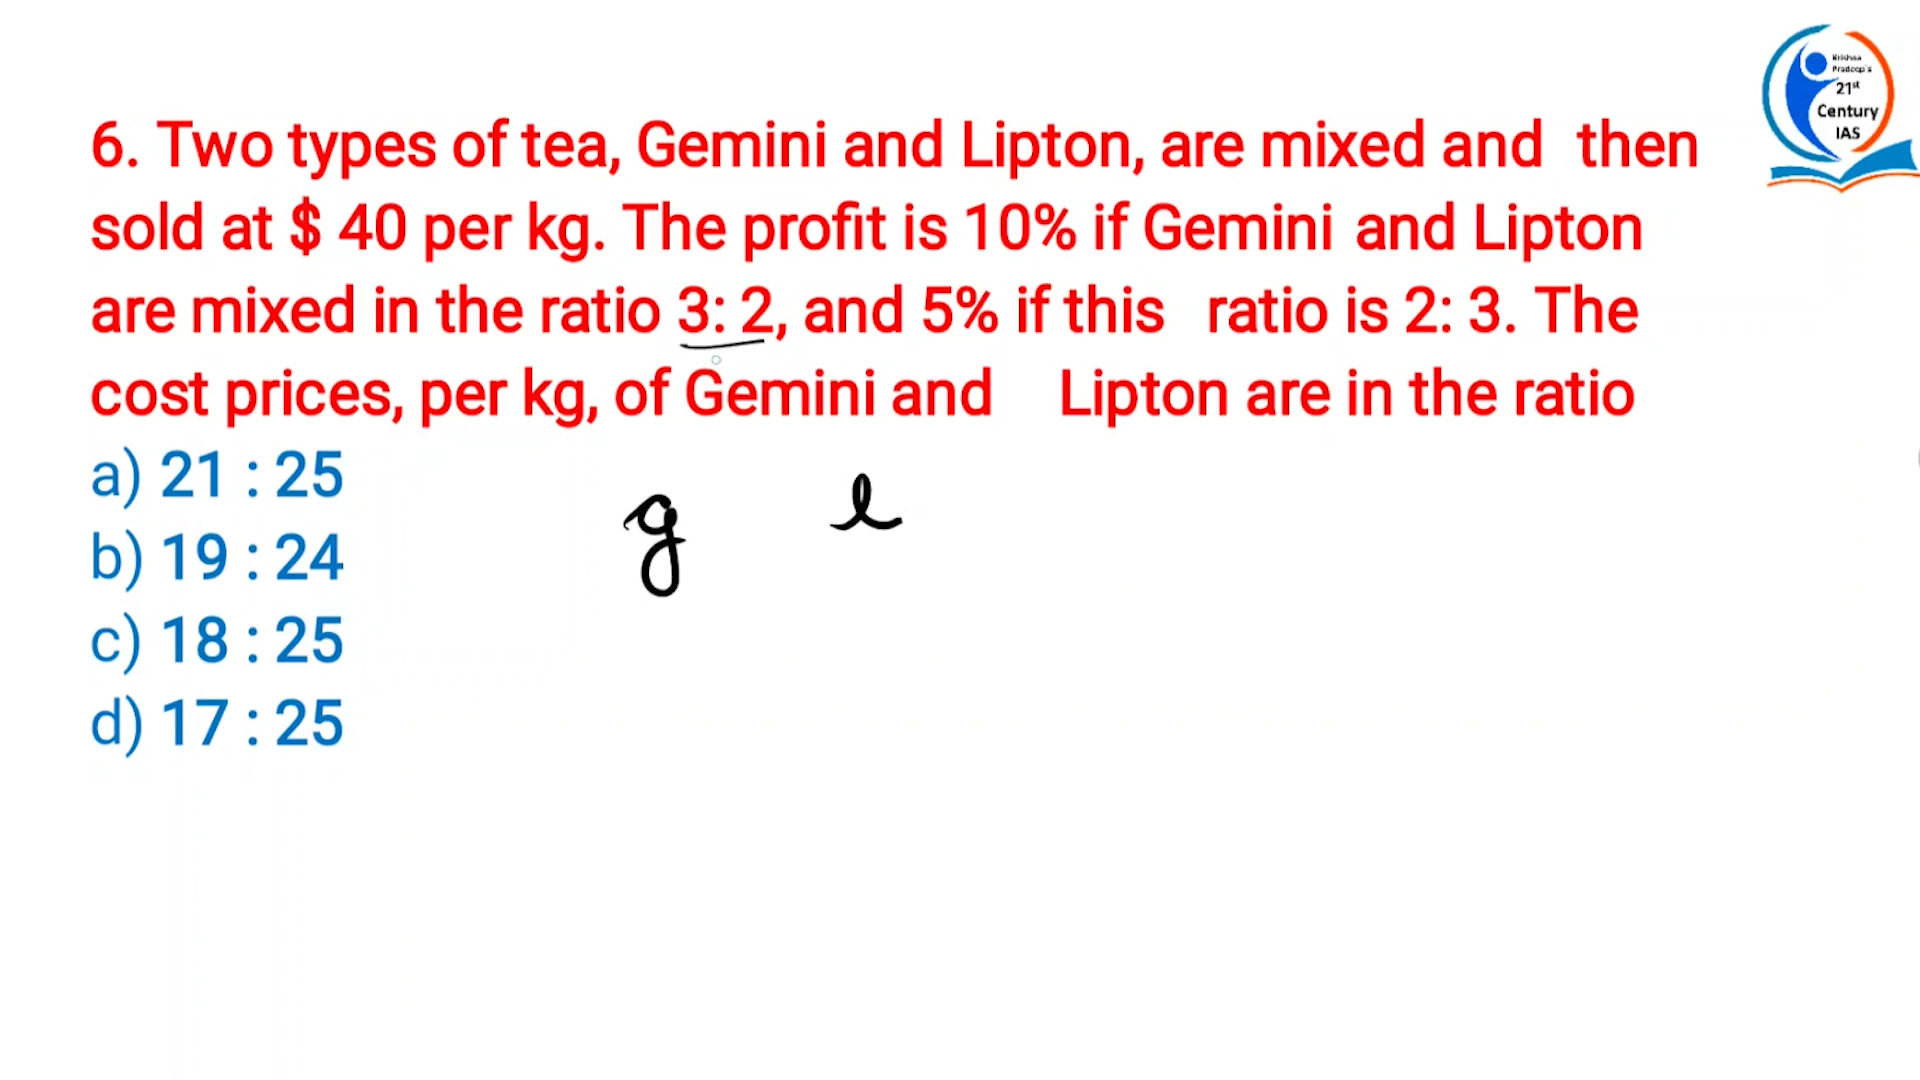 Krishna
Pradeep's
21st
Century
IAS
6. Two types of tea, Gemini and Lipton, are mixed and then
sold at $ 40 per kg. The profit is 10% if Gemini and Lipton
are mixed in the ratio 3: 2, and 5% if this ratio is 2: 3. The
cost prices, per kg, of Gemini and Lipton are in the ratio
a) 21 : 25
b) 19 : 24
c) 18 : 25
d) 17 : 25
g l